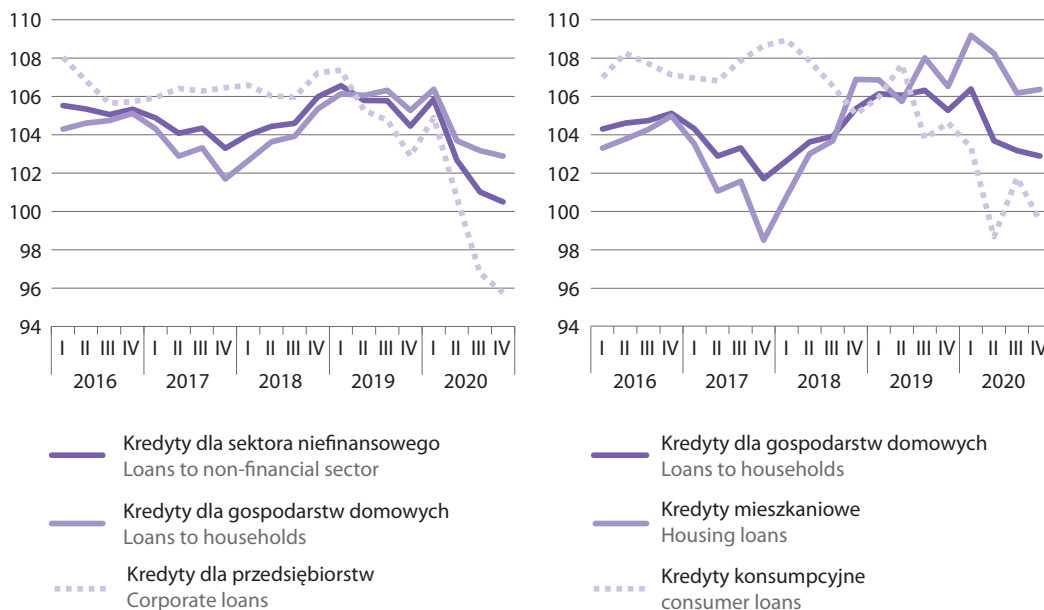 110
108
106
104
102
100
98
96
94
I II III IV I II III IV I II III IV I II III IV I II III IV
2016 2017 2018 2019 2020
Kredyty dla sektora niefinansowego
Loans to non-financial sector
Kredyty dla gospodarstw domowych
Loans to households
Kredyty dla przedsiębiorstw
Corporate loans
110
108
106
104
102
100
98
96
94
I II III IV I II III IV I II III IV I II III IV I II III IV
2016 2017 2018 2019 2020
Kredyty dla gospodarstw domowych
Loans to households
Kredyty mieszkaniowe
Housing loans
Kredyty konsumpcyjne
consumer loans